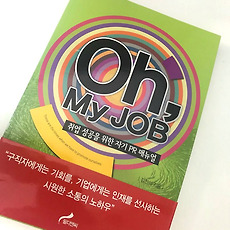 Oh,
My JOB
취업 성공을 위한 자기 PR 매뉴얼
"구직자에게는 기회를, 기업에게는 인재를 선사하는
시원한 소통의 노하우"